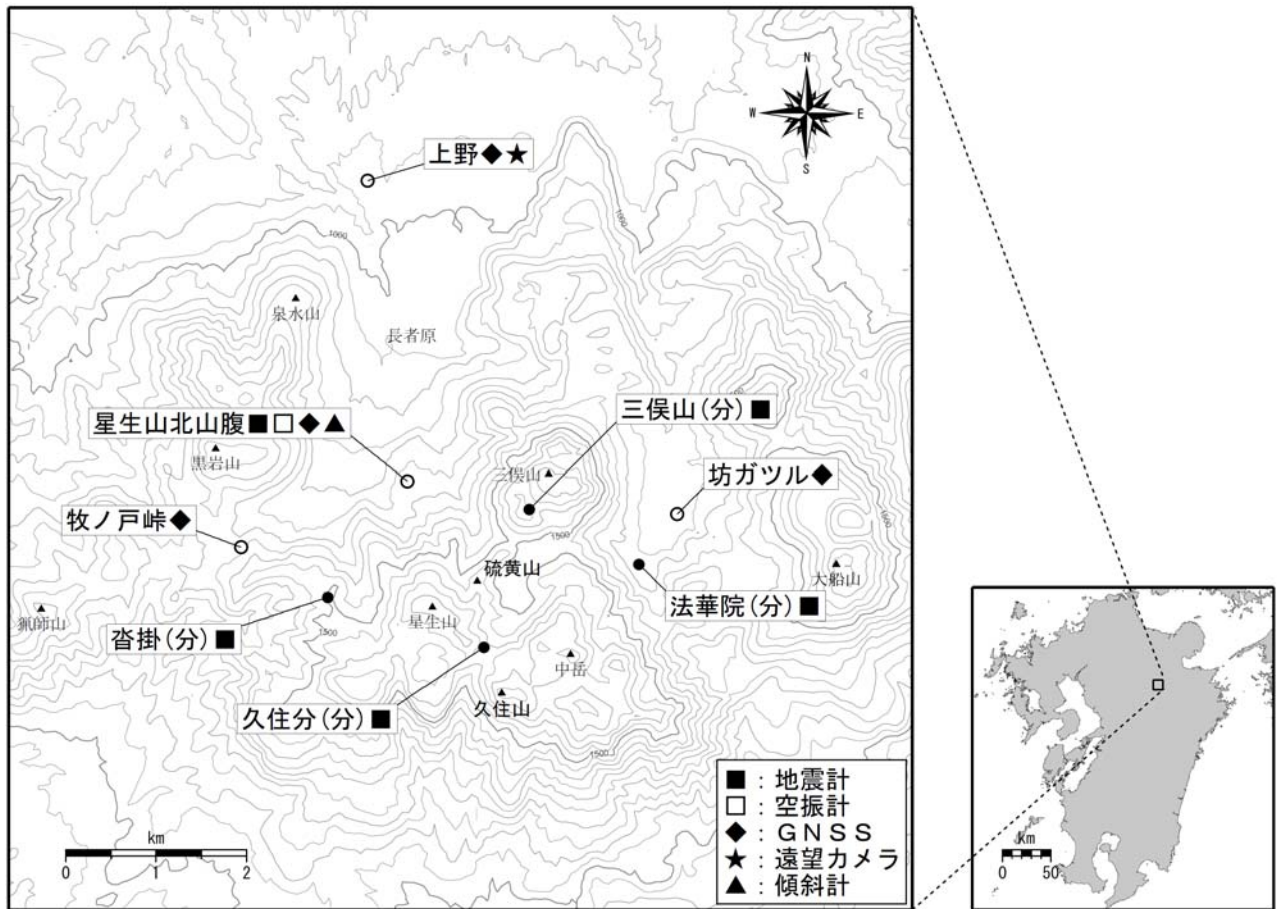 N
W
E
S
上野◆★
1000
1000
泉水山
長者原
三俣山(分)■
星生山北山腹■□◆▲
黒岩山
三俣山
坊ガツル◆
牧ノ戸峠◆
1500
1500
硫黄山
大船山
法華院(分)■
猟師山
沓掛(分)■
1500
星生山
中岳
久住分(分)■
久住山
1500
■：地震計
□：空振計
◆：GNSS
★：遠望カメラ
▲：傾斜計
km
0 1 2
km
0 50